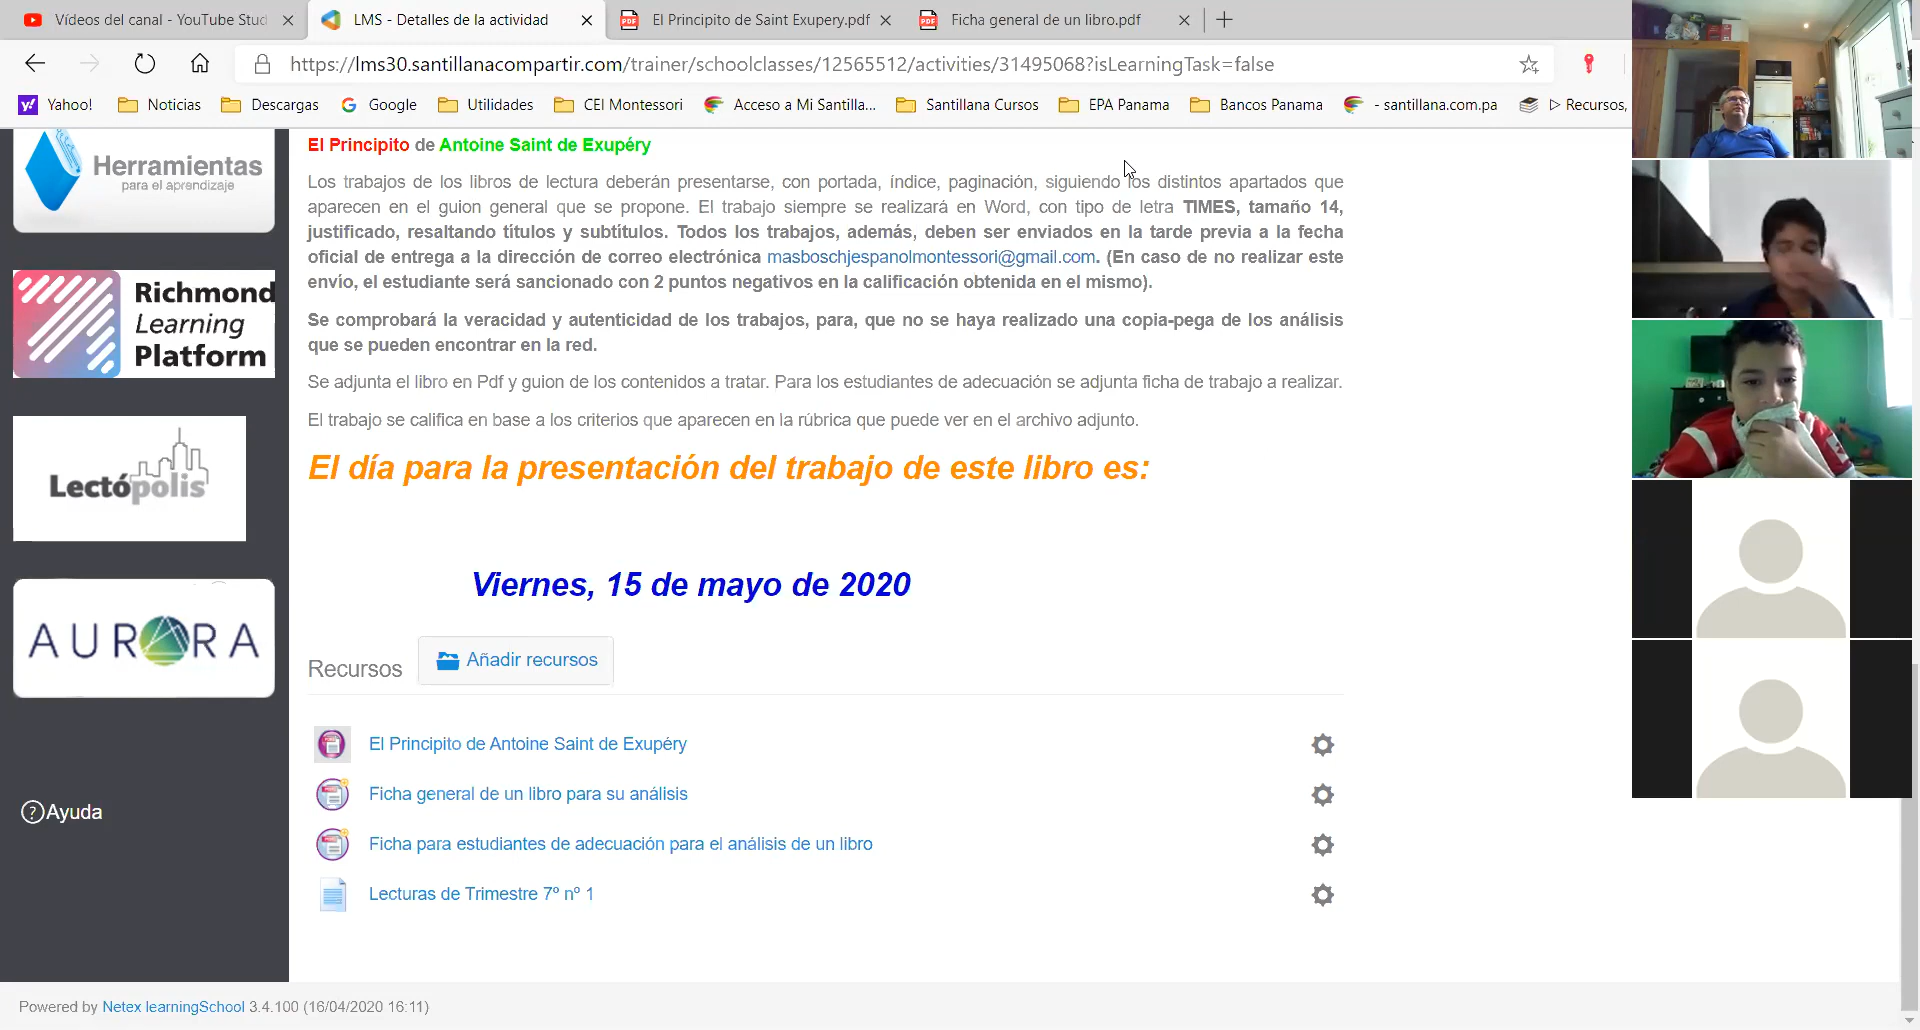 Vídeos del canal - YouTube Stud
LMS - Detalles de la actividad
El Principito de Saint Exupery.pdf
Ficha general de un libro.pdf
https://lms30.santillanacompartir.com/trainer/schoolclasses/12565512/activities/31495068?isLearningTask=false
Yahoo!
Noticias
Descargas
Google
Utilidades
CEI Montessori
Acceso a Mi Santilla...
Santillana Cursos
EPA Panama
Bancos Panama
- santillana.com.pa
Recursos,
Herramientas
para el aprendizaje
Richmond
Learning
Platform
Lectópolis
AURORA
?Ayuda
El Principito de Antoine Saint de Exupéry
Los trabajos de los libros de lectura deberán presentarse, con portada, índice, paginación, siguiendo los distintos apartados que
aparecen en el guion general que se propone. El trabajo siempre se realizará en Word, con tipo de letra TIMES, tamaño 14,
justificado, resaltando títulos y subtítulos. Todos los trabajos, además, deben ser enviados en la tarde previa a la fecha
oficial de entrega a la dirección de correo electrónica masboschjespanolmontessori@gmail.com. (En caso de no realizar este
envío, el estudiante será sancionado con 2 puntos negativos en la calificación obtenida en el mismo).
Se comprobará la veracidad y autenticidad de los trabajos, para, que no se haya realizado una copia-pega de los análisis
que se pueden encontrar en la red.
Se adjunta el libro en Pdf y guion de los contenidos a tratar. Para los estudiantes de adecuación se adjunta ficha de trabajo a realizar.
El trabajo se califica en base a los criterios que aparecen en la rúbrica que puede ver en el archivo adjunto.
El día para la presentación del trabajo de este libro es:
Viernes, 15 de mayo de 2020
Recursos
Añadir recursos
El Principito de Antoine Saint de Exupéry
Ficha general de un libro para su análisis
Ficha para estudiantes de adecuación para el análisis de un libro
Lecturas de Trimestre 7º nº 1
Powered by Netex learningSchool 3.4.100 (16/04/2020 16:11)